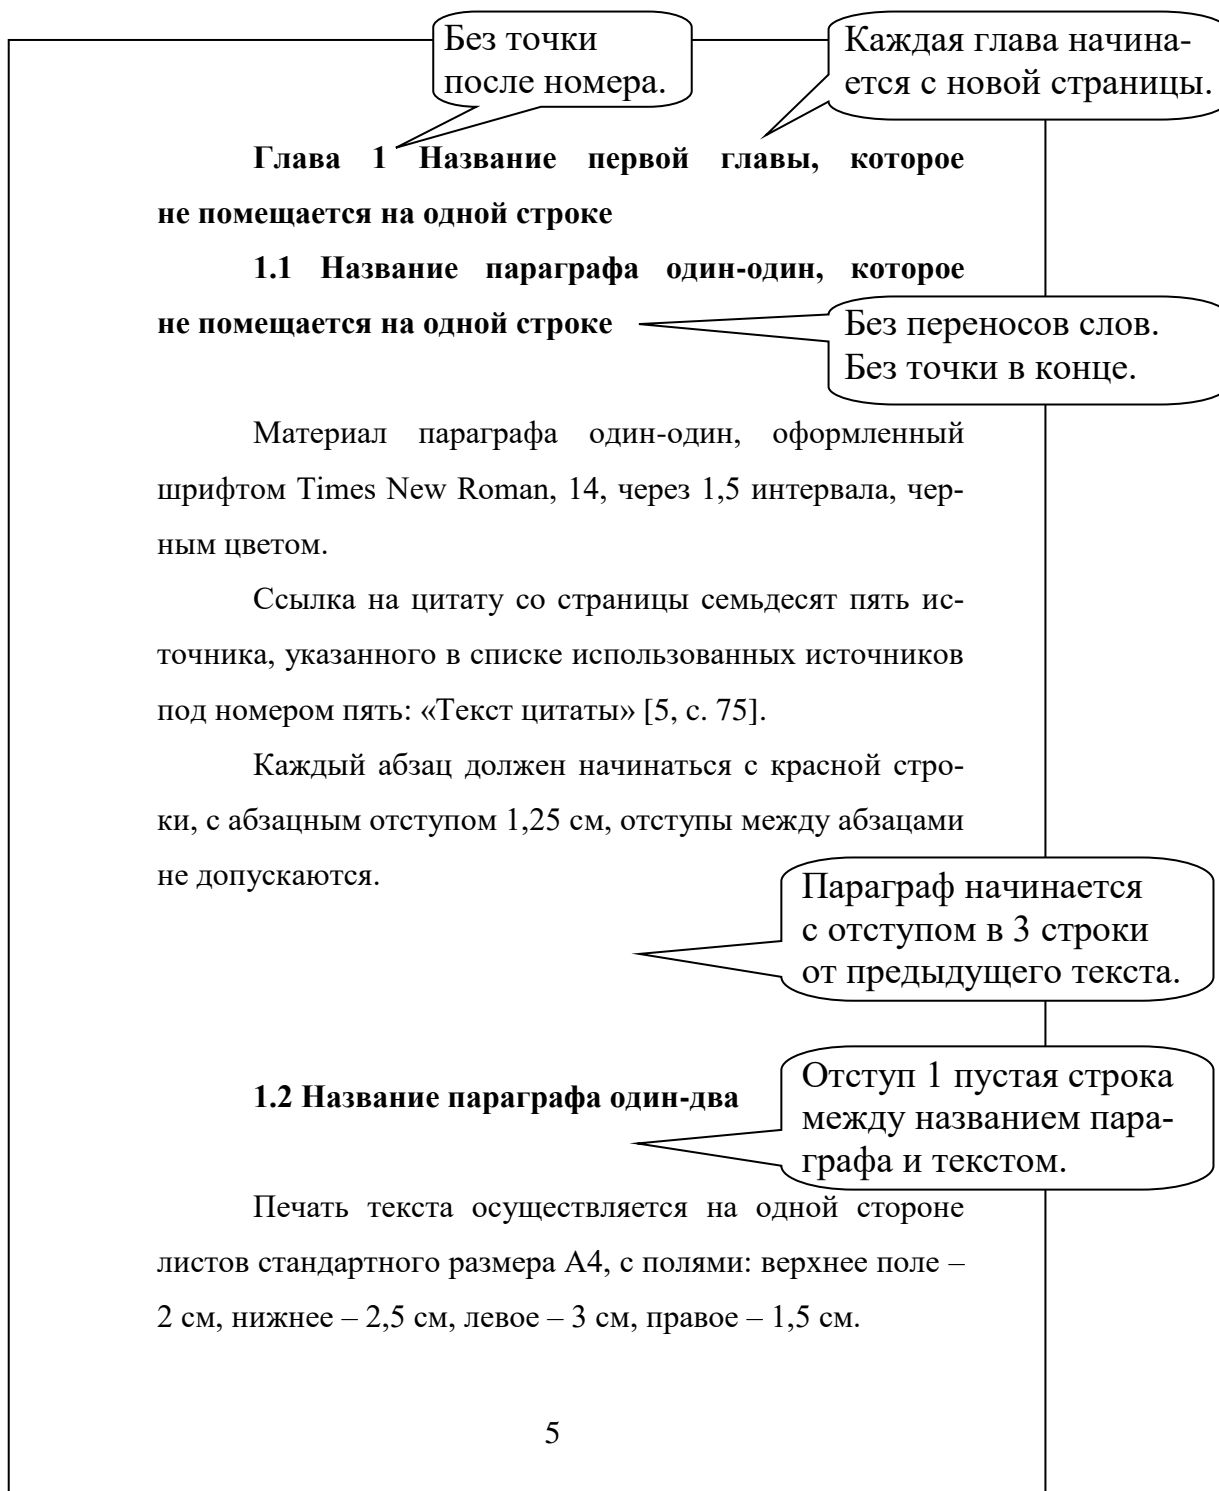 Без точки
после номера.
Каждая глава начина-
ется с новой страницы.
Глава 1 Название первой главы, которое
не помещается на одной строке
1.1 Название параграфа один-один, которое
не помещается на одной строке
Без переносов слов.
Без точки в конце.
Материал параграфа один-один, оформленный
шрифтом Times New Roman, 14, через 1,5 интервала, чер-
ным цветом.
Ссылка на цитату со страницы семьдесят пять ис-
точника, указанного в списке использованных источников
под номером пять: «Текст цитаты» [5, с. 75].
Каждый абзац должен начинаться с красной стро-
ки, с абзацным отступом 1,25 см, отступы между абзацами
не допускаются.
Параграф начинается
с отступом в 3 строки
от предыдущего текста.
1.2 Название параграфа один-два
Отступ 1 пустая строка
между названием пара-
графа и текстом.
Печать текста осуществляется на одной стороне
листов стандартного размера А4, с полями: верхнее поле –
2 см, нижнее – 2,5 см, левое – 3 см, правое – 1,5 см.
5